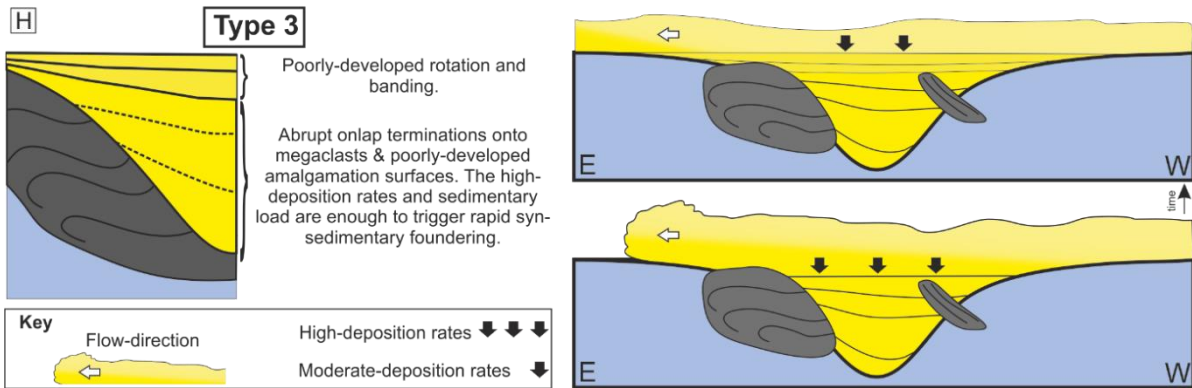 H
Type 3
Poorly-developed rotation and
banding.
Abrupt onlap terminations onto
megaclasts & poorly-developed
amalgamation surfaces. The high-
deposition rates and sedimentary
load are enough to trigger rapid syn-
sedimentary foundering.
Key
Flow-direction
High-deposition rates
Moderate-deposition rates
E
W
time
E
W